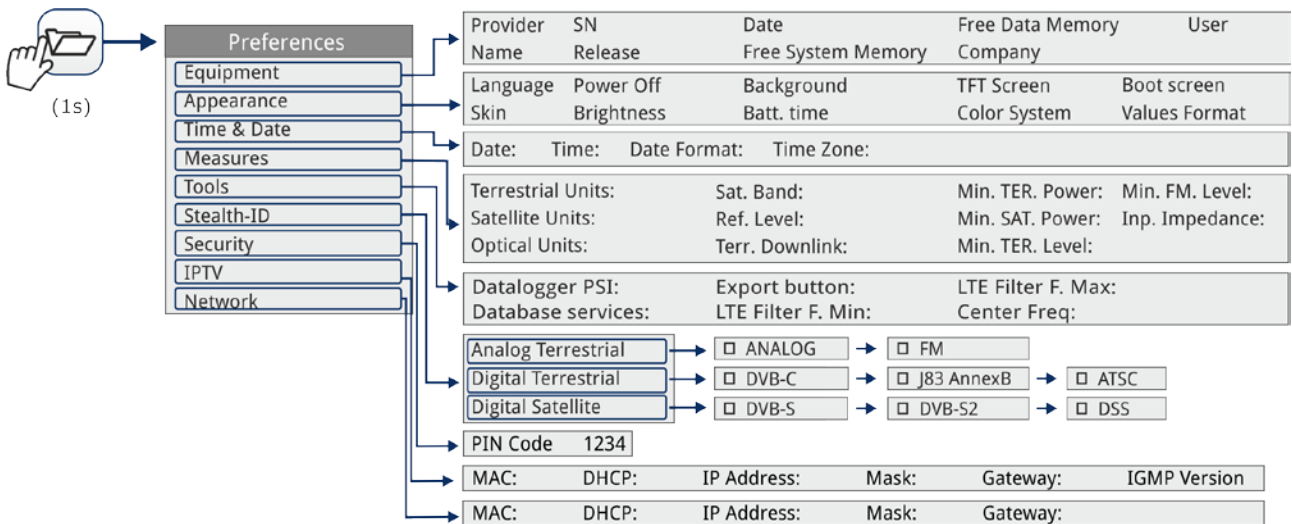 (1s)
Preferences
Equipment
Appearance
Time & Date
Measures
Tools
Stealth-ID
Security
IPTV
Network
Provider SN Date Free Data Memory User
Name Release Free System Memory Company
Language Power Off Background TFT Screen Boot screen
Skin Brightness Batt. time Color System Values Format
Date: Time: Date Format: Time Zone:
Terrestrial Units: Sat. Band: Min. TER. Power: Min. FM. Level:
Satellite Units: Ref. Level: Min. SAT. Power: Inp. Impedance:
Optical Units: Terr. Downlink: Min. TER. Level:
Datalogger PSI: Export button: LTE Filter F. Max:
Database services: LTE Filter F. Min: Center Freq:
Analog Terrestrial ANALOG FM
Digital Terrestrial DVB-C J83 AnnexB ATSC
Digital Satellite DVB-S DVB-S2 DSS
PIN Code 1234
MAC: DHCP: IP Address: Mask: Gateway: IGMP Version
MAC: DHCP: IP Address: Mask: Gateway: